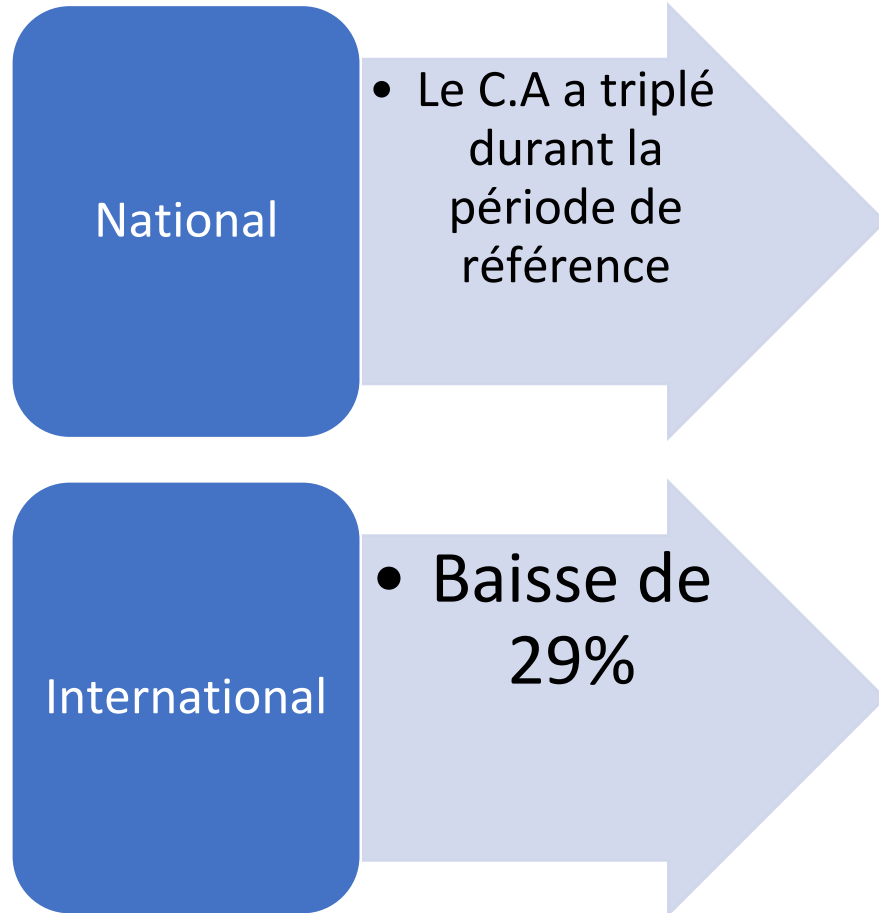 National
• Le C.A a triplé
durant la
période de
référence
International
• Baisse de
29%